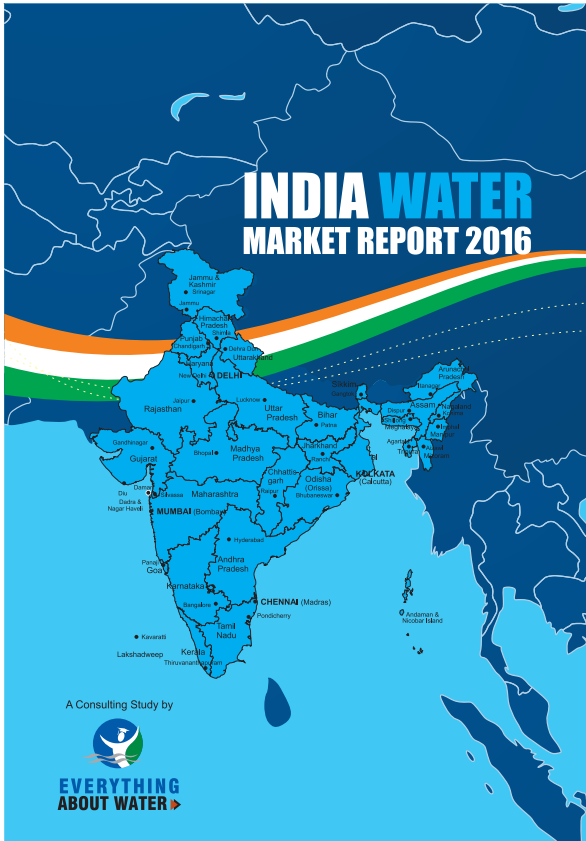 INDIA WATER
MARKET REPORT 2016
Jammu &
Kashmir
Srinagar
Jammu
Himachal
Pradesh
Shimla
Punjab
Chandigarh
Dehra Dun
Uttarakhand
Haryana
New Delhi
DELHI
Arunachal
Pradesh
Itanagar
Sikkim
Gangtok
Assam
Dispur
Nagaland
Kohima
Shillong
Meghalaya
Imphal
Manipur
Agartala
Tripura
Aizawl
Mizoram
Jaipur
Rajasthan
Lucknow
Uttar
Pradesh
Bihar
Patna
Jharkhand
Ranchi
Gandhinagar
Gujarat
Bhopal
Madhya
Pradesh
Chhattis-
garh
Raipur
Odisha
(Orissa)
Bhubaneswar
KOLKATA
(Calcutta)
Daman
Diu
Silvassa
Dadra &
Nagar Haveli
Maharashtra
MUMBAI (Bombay)
Hyderabad
Andhra
Pradesh
Panaji
Goa
Karnataka
Bangalore
CHENNAI (Madras)
Pondicherry
Tamil
Nadu
Andaman &
Nicobar Island
Kavaratti
Lakshadweep
Kerala
Thiruvananthapuram
A Consulting Study by
EVERYTHING
ABOUT WATER